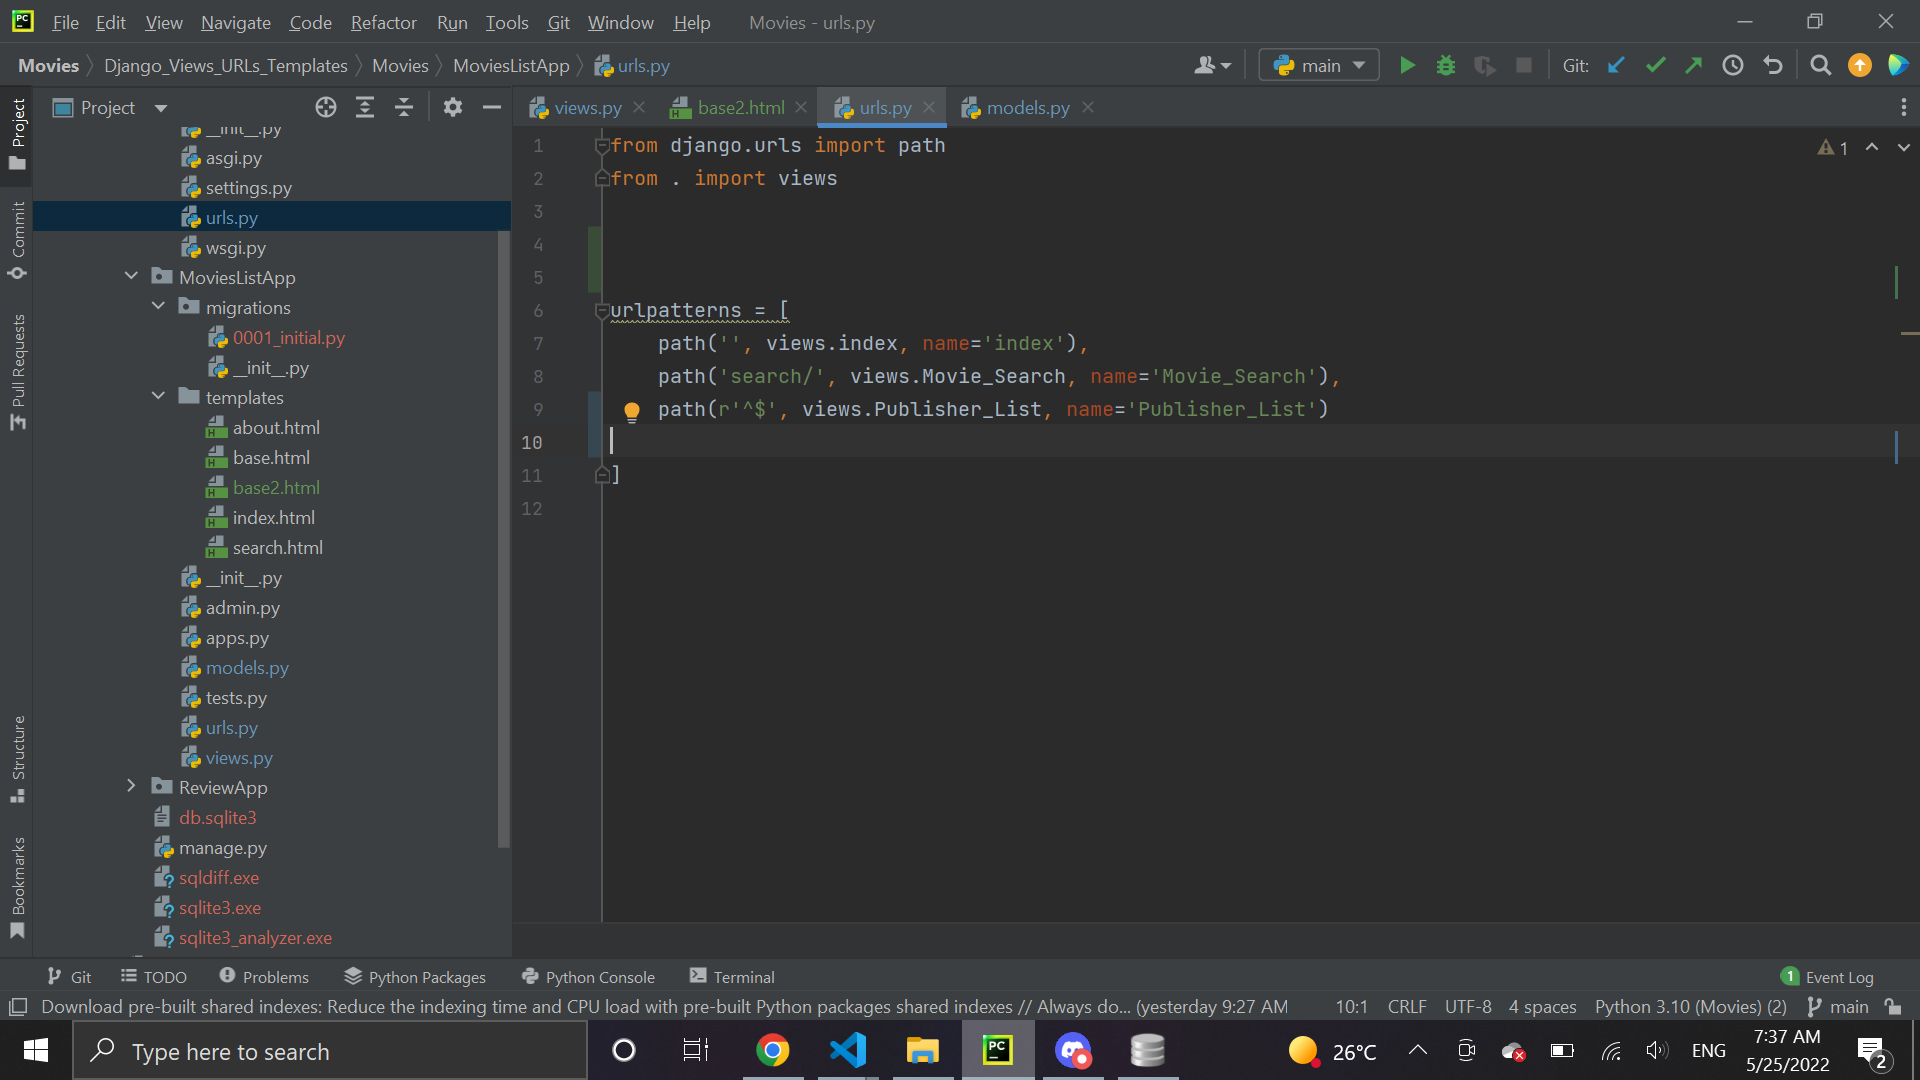 File Edit View Navigate Code Refactor Run Tools Git Window Help Movies - urls.py
Movies Django_Views_URLs_Templates Movies MoviesListApp urls.py main Git:
Project
views.py base2.html urls.py models.py
__init__.py
asgi.py
settings.py
urls.py
wsgi.py
MoviesListApp
migrations
0001_initial.py
__init__.py
templates
about.html
base.html
base2.html
index.html
search.html
__init__.py
admin.py
apps.py
models.py
tests.py
urls.py
views.py
ReviewApp
db.sqlite3
manage.py
sqldiff.exe
sqlite3.exe
sqlite3_analyzer.exe
Project
Commit
Pull Requests
Structure
Bookmarks
1 from django.urls import path
2 from . import views
3
4
5
6 urlpatterns = [
7 path('', views.index, name='index'),
8 path('search/', views.Movie_Search, name='Movie_Search'),
9 path(r'^$', views.Publisher_List, name='Publisher_List')
10
11 ]
12
1
Git TODO Problems Python Packages Python Console Terminal 1 Event Log
Download pre-built shared indexes: Reduce the indexing time and CPU load with pre-built Python packages shared indexes // Always do... (yesterday 9:27 AM 10:1 CRLF UTF-8 4 spaces Python 3.10 (Movies) (2) main
Type here to search PC 26°C ENG 7:37 AM
5/25/2022 2